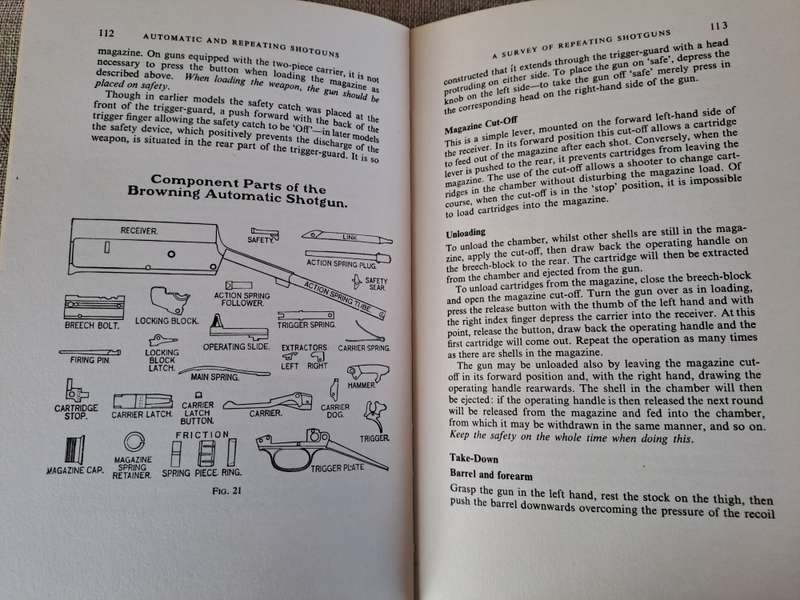 112
AUTOMATIC AND REPEATING SHOTGUNS
magazine. On guns equipped with the two-piece carrier, it is not
necessary to press the button when loading the magazine as
described above. When loading the weapon, the gun should be
placed on safety.
Though in earlier models the safety catch was placed at the
front of the trigger-guard, a push forward with the back of the
trigger finger allowing the safety catch to be 'Off'—in later models
the safety device, which positively prevents the discharge of the
weapon, is situated in the rear part of the trigger-guard. It is so
Component Parts of the
Browning Automatic Shotgun.
RECEIVER.
SAFETY.
LINK.
ACTION SPRING PLUG.
SAFETY
SEAR.
ACTION SPRING
FOLLOWER.
ACTION SPRING TUBE
BREECH BOLT.
LOCKING BLOCK.
OPERATING SLIDE.
TRIGGER SPRING.
CARRIER SPRING.
FIRING PIN.
LOCKING
BLOCK
LATCH.
EXTRACTORS
LEFT RIGHT
MAIN SPRING.
HAMMER.
CARTRIDGE
STOP.
CARRIER LATCH.
CARRIER
LATCH
BUTTON.
CARRIER.
CARRIER
DOG.
TRIGGER.
MAGAZINE CAP.
MAGAZINE
SPRING
RETAINER.
FRICTION
SPRING PIECE. RING.
TRIGGER PLATE
FIG. 21
A SURVEY OF REPEATING SHOTGUNS
113
constructed that it extends through the trigger-guard with a head
protruding on either side. To place the gun on 'safe', depress the
knob on the left side—to take the gun off 'safe' merely press in
the corresponding head on the right-hand side of the gun.
Magazine Cut-Off
This is a simple lever, mounted on the forward left-hand side of
the receiver. In its forward position this cut-off allows a cartridge
to feed out of the magazine after each shot. Conversely, when the
lever is pushed to the rear, it prevents cartridges from leaving the
magazine. The use of the cut-off allows a shooter to change cart-
ridges in the chamber without disturbing the magazine load. Of
course, when the cut-off is in the 'stop' position, it is impossible
to load cartridges into the magazine.
Unloading
To unload the chamber, whilst other shells are still in the maga-
zine, apply the cut-off, then draw back the operating handle on
the breech-block to the rear. The cartridge will then be extracted
from the chamber and ejected from the gun.
To unload cartridges from the magazine, close the breech-block
and open the magazine cut-off. Turn the gun over as in loading,
press the release button with the thumb of the left hand and with
the right index finger depress the carrier into the receiver. At this
point, release the button, draw back the operating handle and the
first cartridge will come out. Repeat the operation as many times
as there are shells in the magazine.
The gun may be unloaded also by leaving the magazine cut-
off in its forward position and, with the right hand, drawing the
operating handle rearwards. The shell in the chamber will then
be ejected: if the operating handle is then released the next round
will be released from the magazine and fed into the chamber,
from which it may be withdrawn in the same manner, and so on.
Keep the safety on the whole time when doing this.
Take-Down
Barrel and forearm
Grasp the gun in the left hand, rest the stock on the thigh, then
push the barrel downwards overcoming the pressure of the recoil